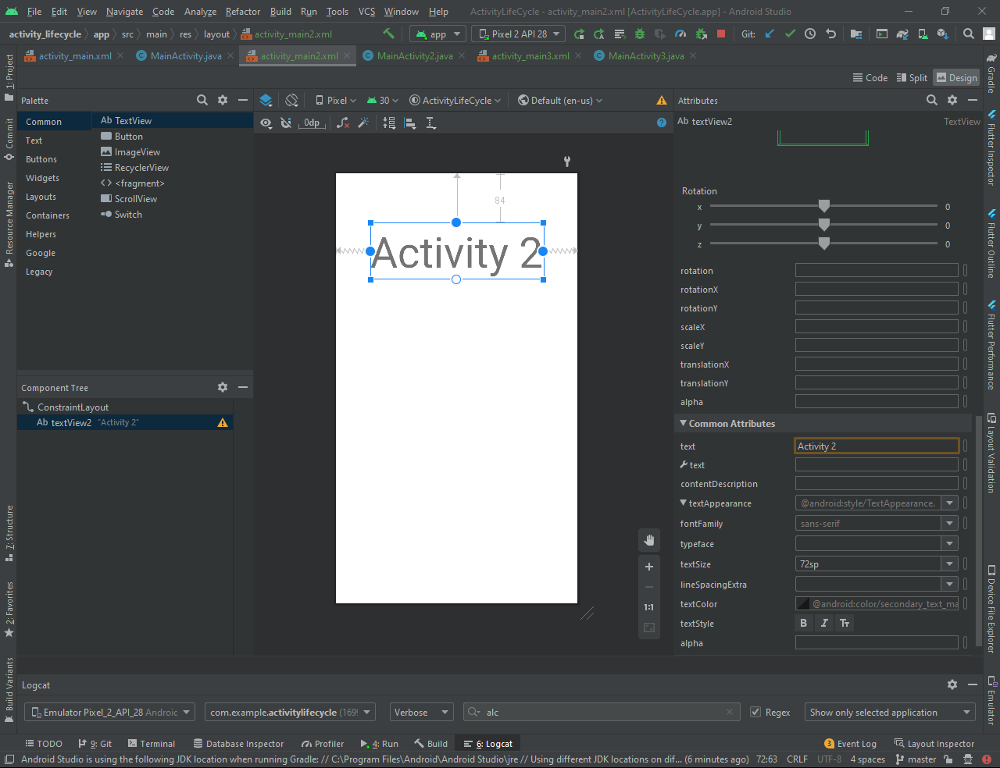 File Edit View Navigate Code Analyze Refactor Build Run Tools VCS Window Help ActivityLifeCycle - activity_main2.xml [ActivityLifeCycle.app] - Android Studio
activity_lifecycle app src main res layout activity_main2.xml app Pixel 2 API 28 Git:
activity_main.xml MainActivity.java activity_main2.xml MainActivity2.java activity_main3.xml MainActivity3.java
Code Split Design
Palette Pixel 30 ActivityLifeCycle Default (en-us) Attributes
0dp
Common
Text
Buttons
Widgets
Layouts
Containers
Helpers
Google
Legacy
Ab TextView
Button
ImageView
RecyclerView
<> <fragment>
ScrollView
Switch
Component Tree
ConstraintLayout
Ab textView2 "Activity 2"
84
Activity 2
1:1
Ab textView2 TextView
Rotation
x 0
y 0
z 0
rotation
rotationX
rotationY
scaleX
scaleY
translationX
translationY
alpha
Common Attributes
text Activity 2
text
contentDescription
textAppearance @android:style/TextAppearance.
fontFamily sans-serif
typeface
textSize 72sp
lineSpacingExtra
textColor @android:color/secondary_text_ma
textStyle B I Tт
alpha
1: Project
Commit
Resource Manager
7: Structure
2: Favorites
Build Variants
Gradle
Flutter Inspector
Flutter Outline
Flutter Performance
Layout Validation
Device File Explorer
Emulator
Logcat
Emulator Pixel_2_API_28 Android com.example.activitylifecycle (169 Verbose alc Regex Show only selected application
TODO 9: Git Terminal Database Inspector Profiler 4: Run Build 6: Logcat 3 Event Log Layout Inspector
Android Studio is using the following JDK location when running Gradle: // C:\Program Files\Android\Android Studio\jre // Using different JDK locations on dif... (6 minutes ago) 72:63 CRLF UTF-8 4 spaces master